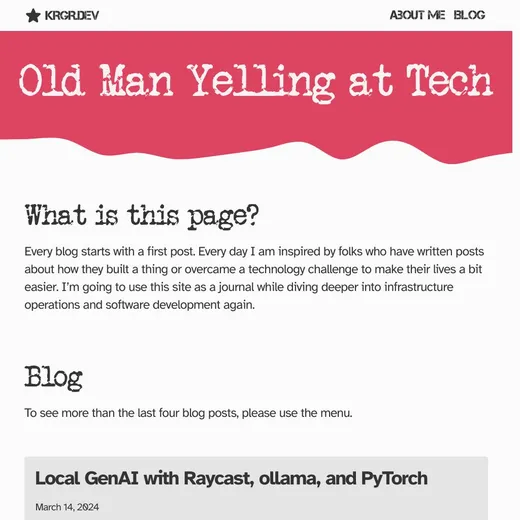 KRGR.DEV
ABOUT ME BLOG
Old Man Yelling at Tech
What is this page?
Every blog starts with a first post. Every day I am inspired by folks who have written posts
about how they built a thing or overcame a technology challenge to make their lives a bit
easier. I'm going to use this site as a journal while diving deeper into infrastructure
operations and software development again.
Blog
To see more than the last four blog posts, please use the menu.
Local GenAI with Raycast, ollama, and PyTorch
March 14, 2024